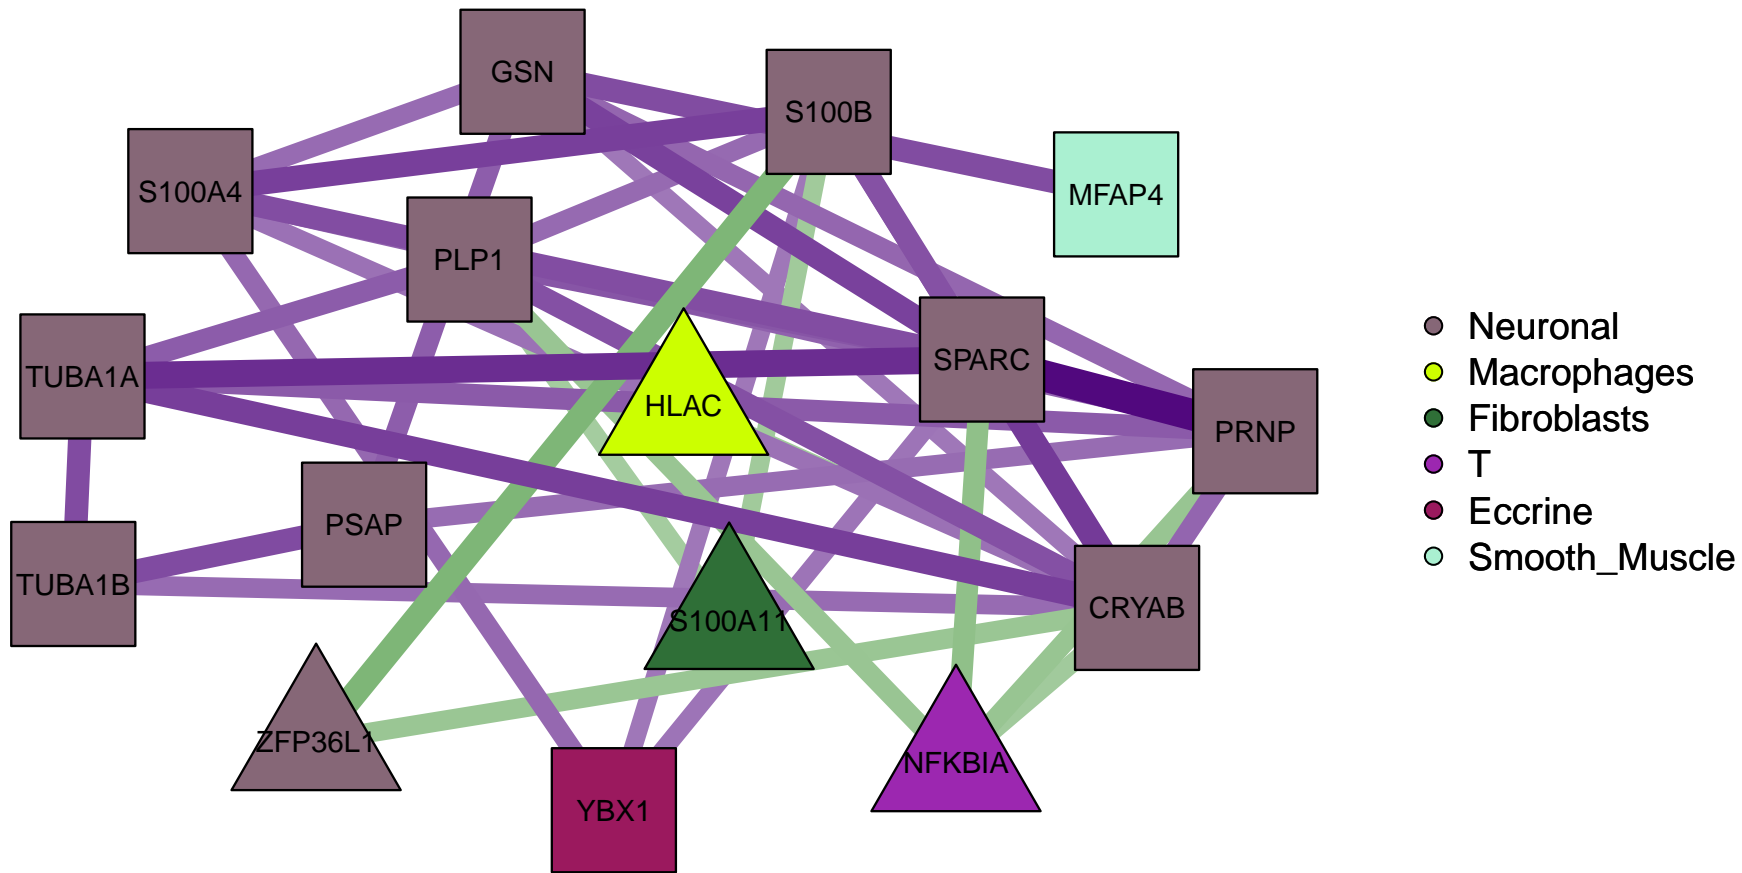 GSN
S100B
S100A4
MFAP4
PLP1
SPARC
TUBA1A
HLAC
PRNP
PSAP
TUBA1B
S100A11
CRYAB
ZFP36L1
NFKBIA
YBX1
Neuronal
Macrophages
Fibroblasts
T
Eccrine
Smooth_Muscle